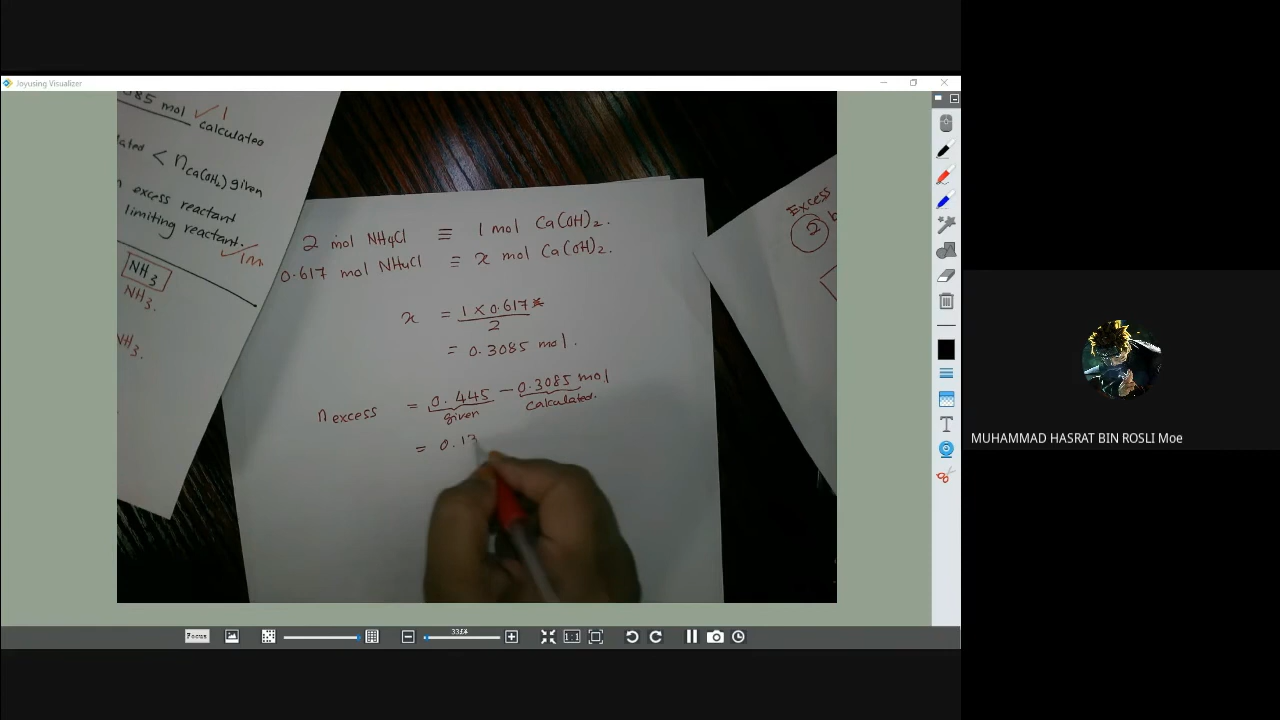 Joyusing Visualizer
085 mol ✓ 1
calculated
lated < nCa(OH)₂ given
n excess reactant
limiting reactant. ✓1m
NH₃
NH₃.
NH₃.
2 mol NH₄Cl ≡ 1 mol Ca(OH)₂.
0.617 mol NH₄Cl ≡ x mol Ca(OH)₂.
x = 1 × 0.617
2
= 0.3085 mol.
n excess = 0.445 − 0.3085 mol
given calculated.
= 0.13
Excess
2
T
Focus
1:1
MUHAMMAD HASRAT BIN ROSLI Moe